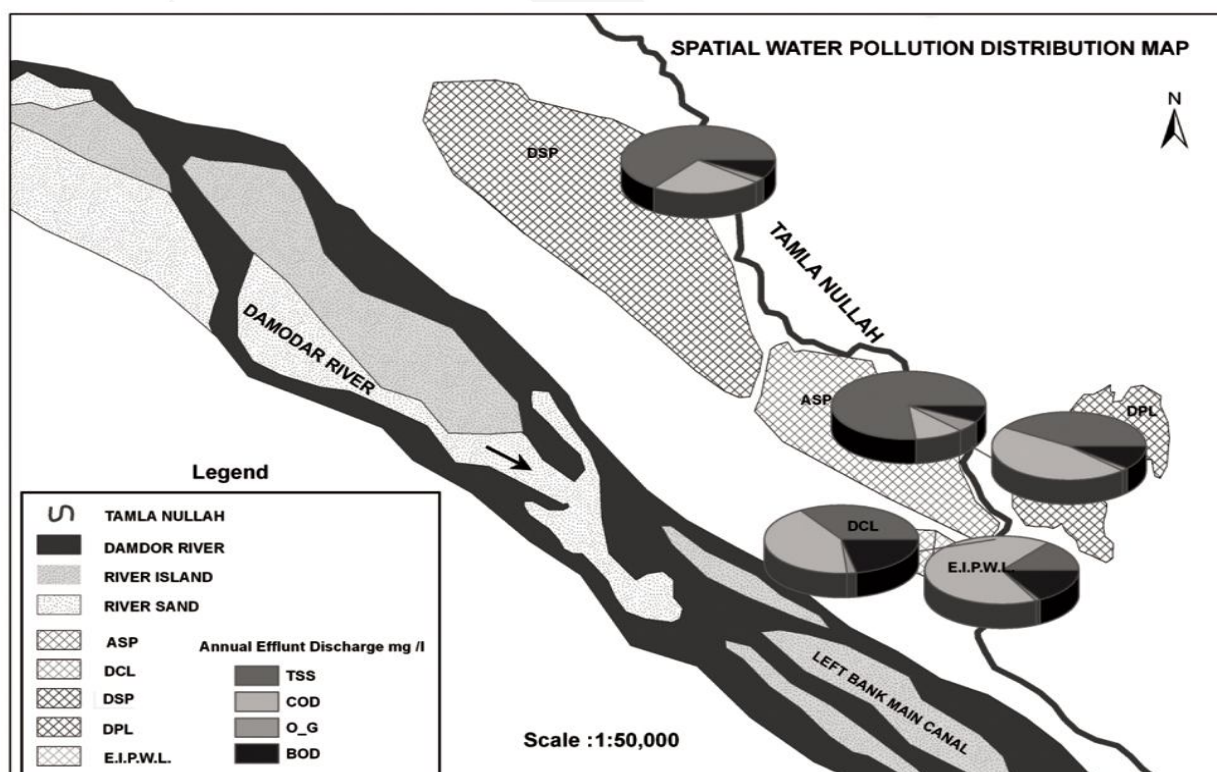 SPATIAL WATER POLLUTION DISTRIBUTION MAP
N
DSP
TAMLA NULLAH
DAMODAR RIVER
ASP
DPL
DCL
E.I.P.W.L.
LEFT BANK MAIN CANAL
Scale :1:50,000
Legend
TAMLA NULLAH
DAMDOR RIVER
RIVER ISLAND
RIVER SAND
ASP
DCL
DSP
DPL
E.I.P.W.L.
Annual Efflunt Discharge mg /l
TSS
COD
O_G
BOD